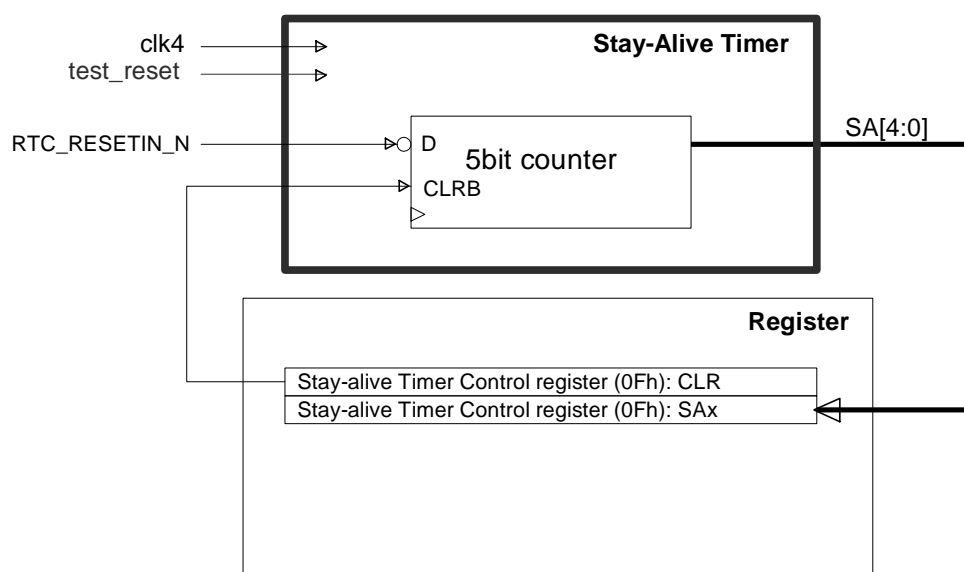 Stay-Alive Timer
clk4
test_reset
RTC_RESETIN_N
D
5bit counter
CLRB
SA[4:0]
Register
Stay-alive Timer Control register (0Fh): CLR
Stay-alive Timer Control register (0Fh): SAx